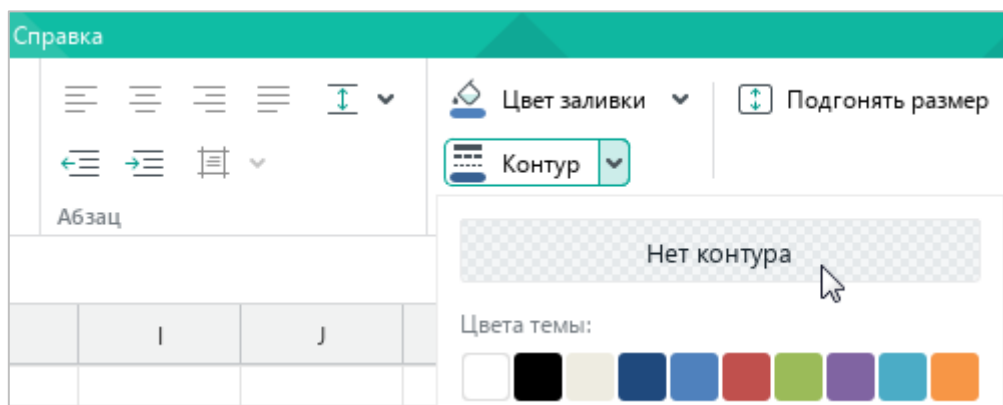 Справка
Цвет заливки
Подгонять размер
Контур
Абзац
Нет контура
I
J
Цвета темы: